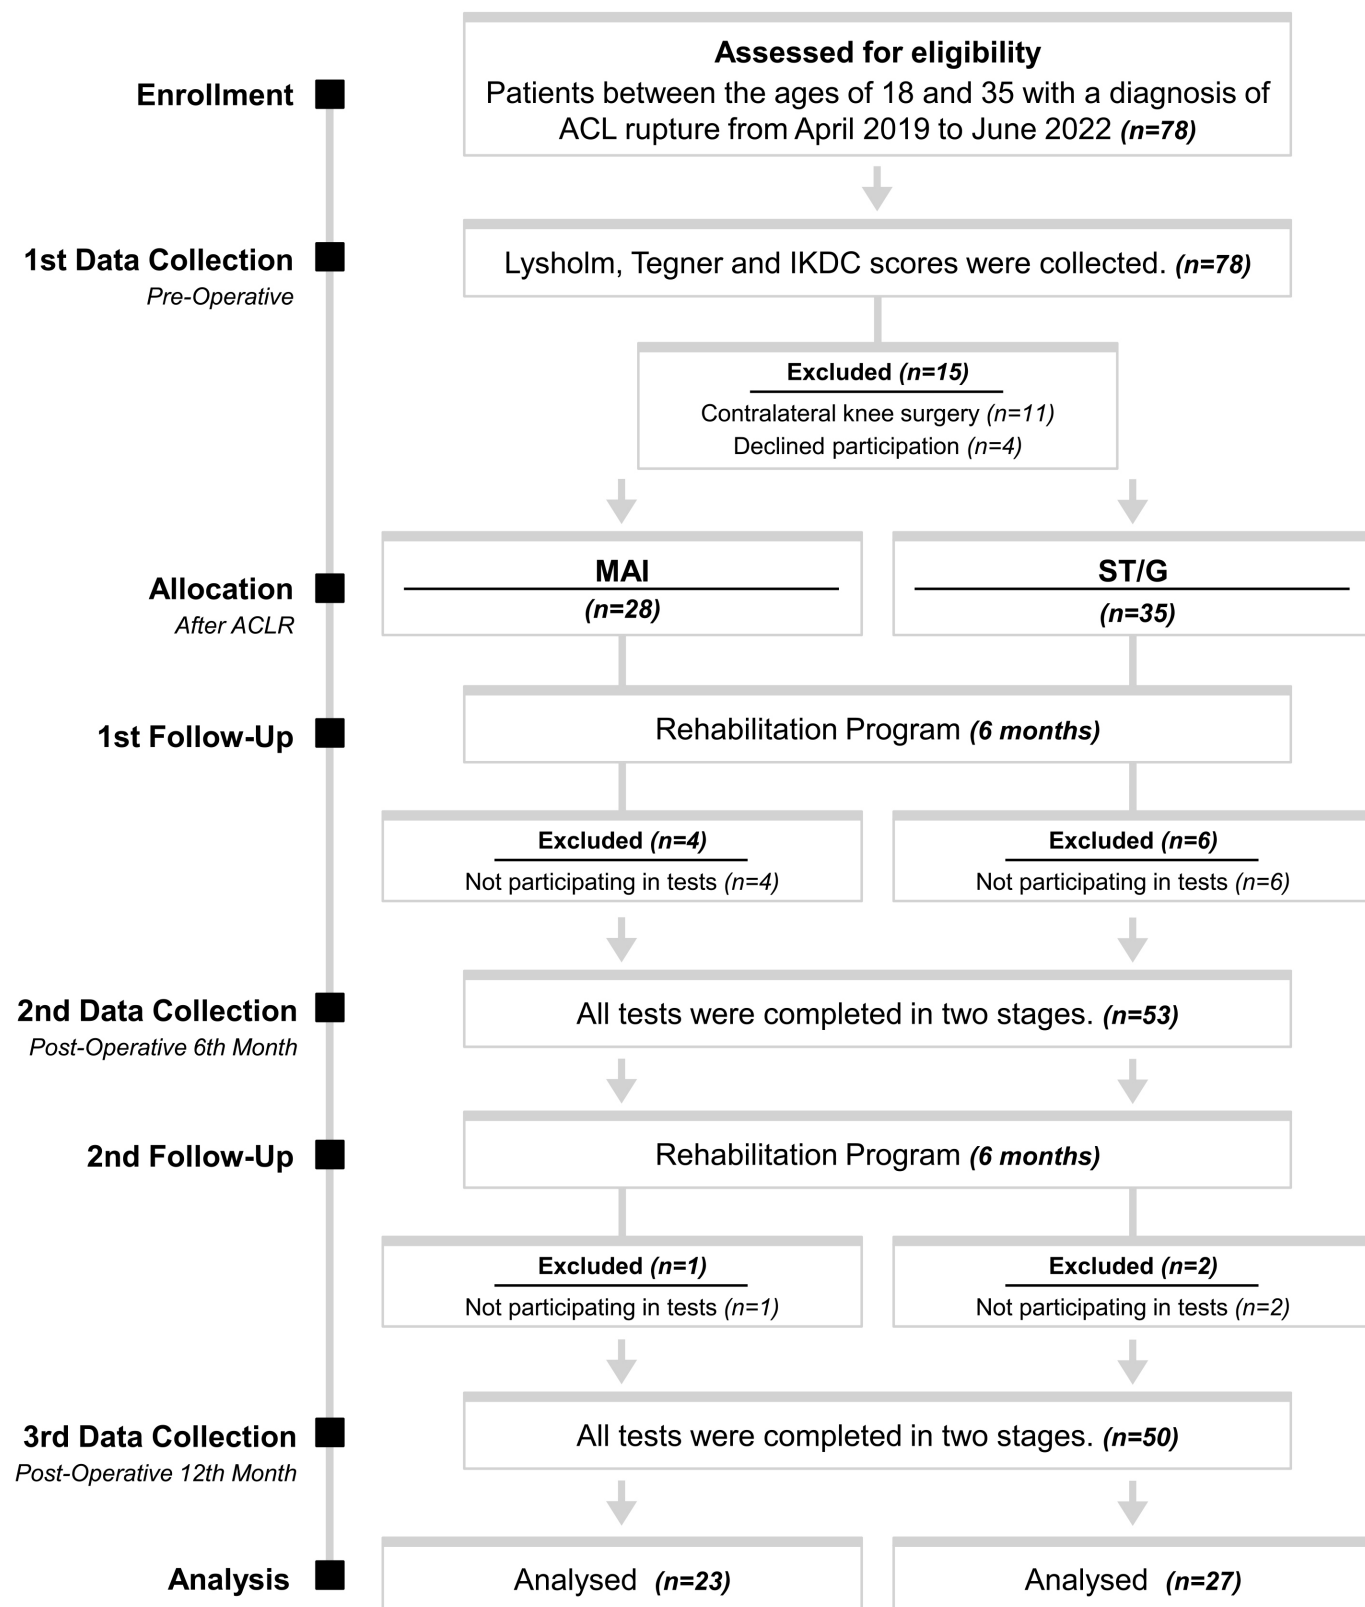 Enrollment
Assessed for eligibility
Patients between the ages of 18 and 35 with a diagnosis of
ACL rupture from April 2019 to June 2022 (n=78)
1st Data Collection
Pre-Operative
Lysholm, Tegner and IKDC scores were collected. (n=78)
Excluded (n=15)
Contralateral knee surgery (n=11)
Declined participation (n=4)
Allocation
After ACLR
MAI
(n=28)
ST/G
(n=35)
1st Follow-Up
Rehabilitation Program (6 months)
Excluded (n=4)
Not participating in tests (n=4)
Excluded (n=6)
Not participating in tests (n=6)
2nd Data Collection
Post-Operative 6th Month
All tests were completed in two stages. (n=53)
2nd Follow-Up
Rehabilitation Program (6 months)
Excluded (n=1)
Not participating in tests (n=1)
Excluded (n=2)
Not participating in tests (n=2)
3rd Data Collection
Post-Operative 12th Month
All tests were completed in two stages. (n=50)
Analysis
Analysed (n=23)
Analysed (n=27)